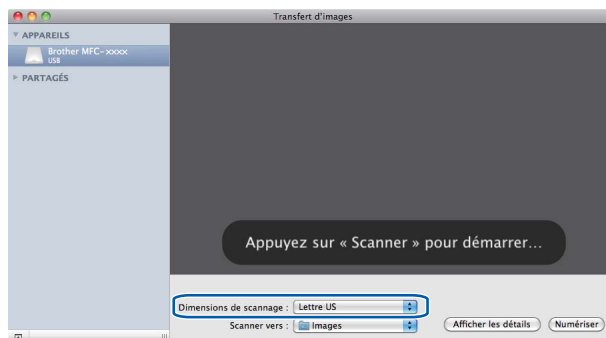 Transfert d'images
APPAREILS
Brother MFC-xxxx
USB
PARTAGÉS
Appuyez sur « Scanner » pour démarrer...
Dimensions de scannage : Lettre US
Scanner vers : Images
Afficher les détails
Numériser